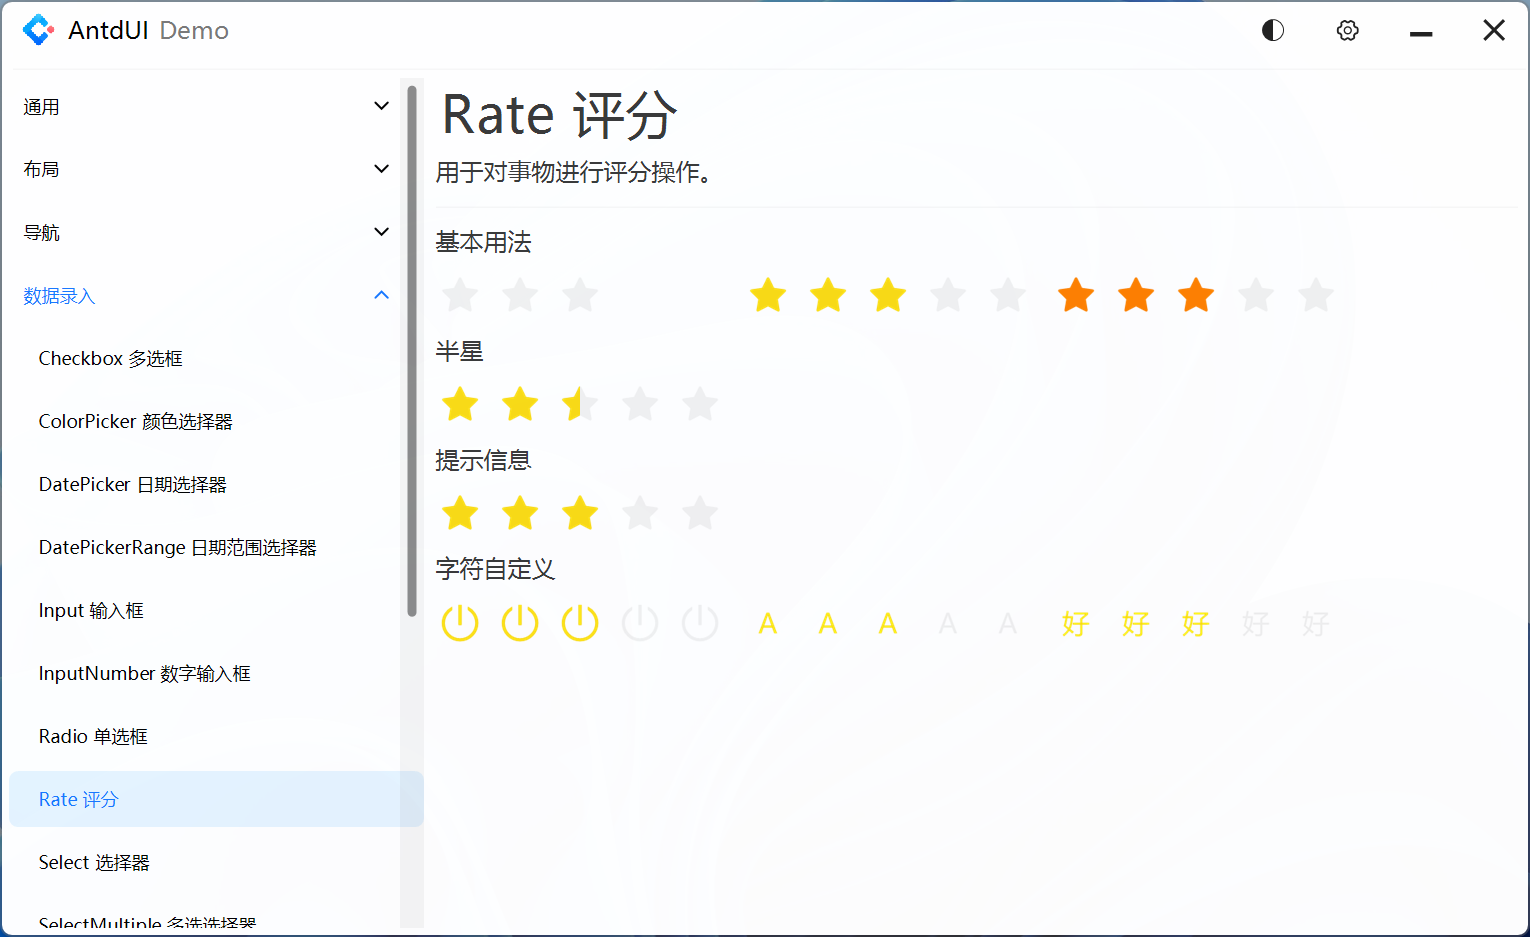 AntdUI Demo
通用
布局
导航
数据录入
Checkbox 多选框
ColorPicker 颜色选择器
DatePicker 日期选择器
DatePickerRange 日期范围选择器
Input 输入框
InputNumber 数字输入框
Radio 单选框
Rate 评分
Select 选择器
SelectMultiple 多选选择器
Rate 评分
用于对事物进行评分操作。
基本用法
半星
提示信息
字符自定义
A A A A A 好 好 好 好 好